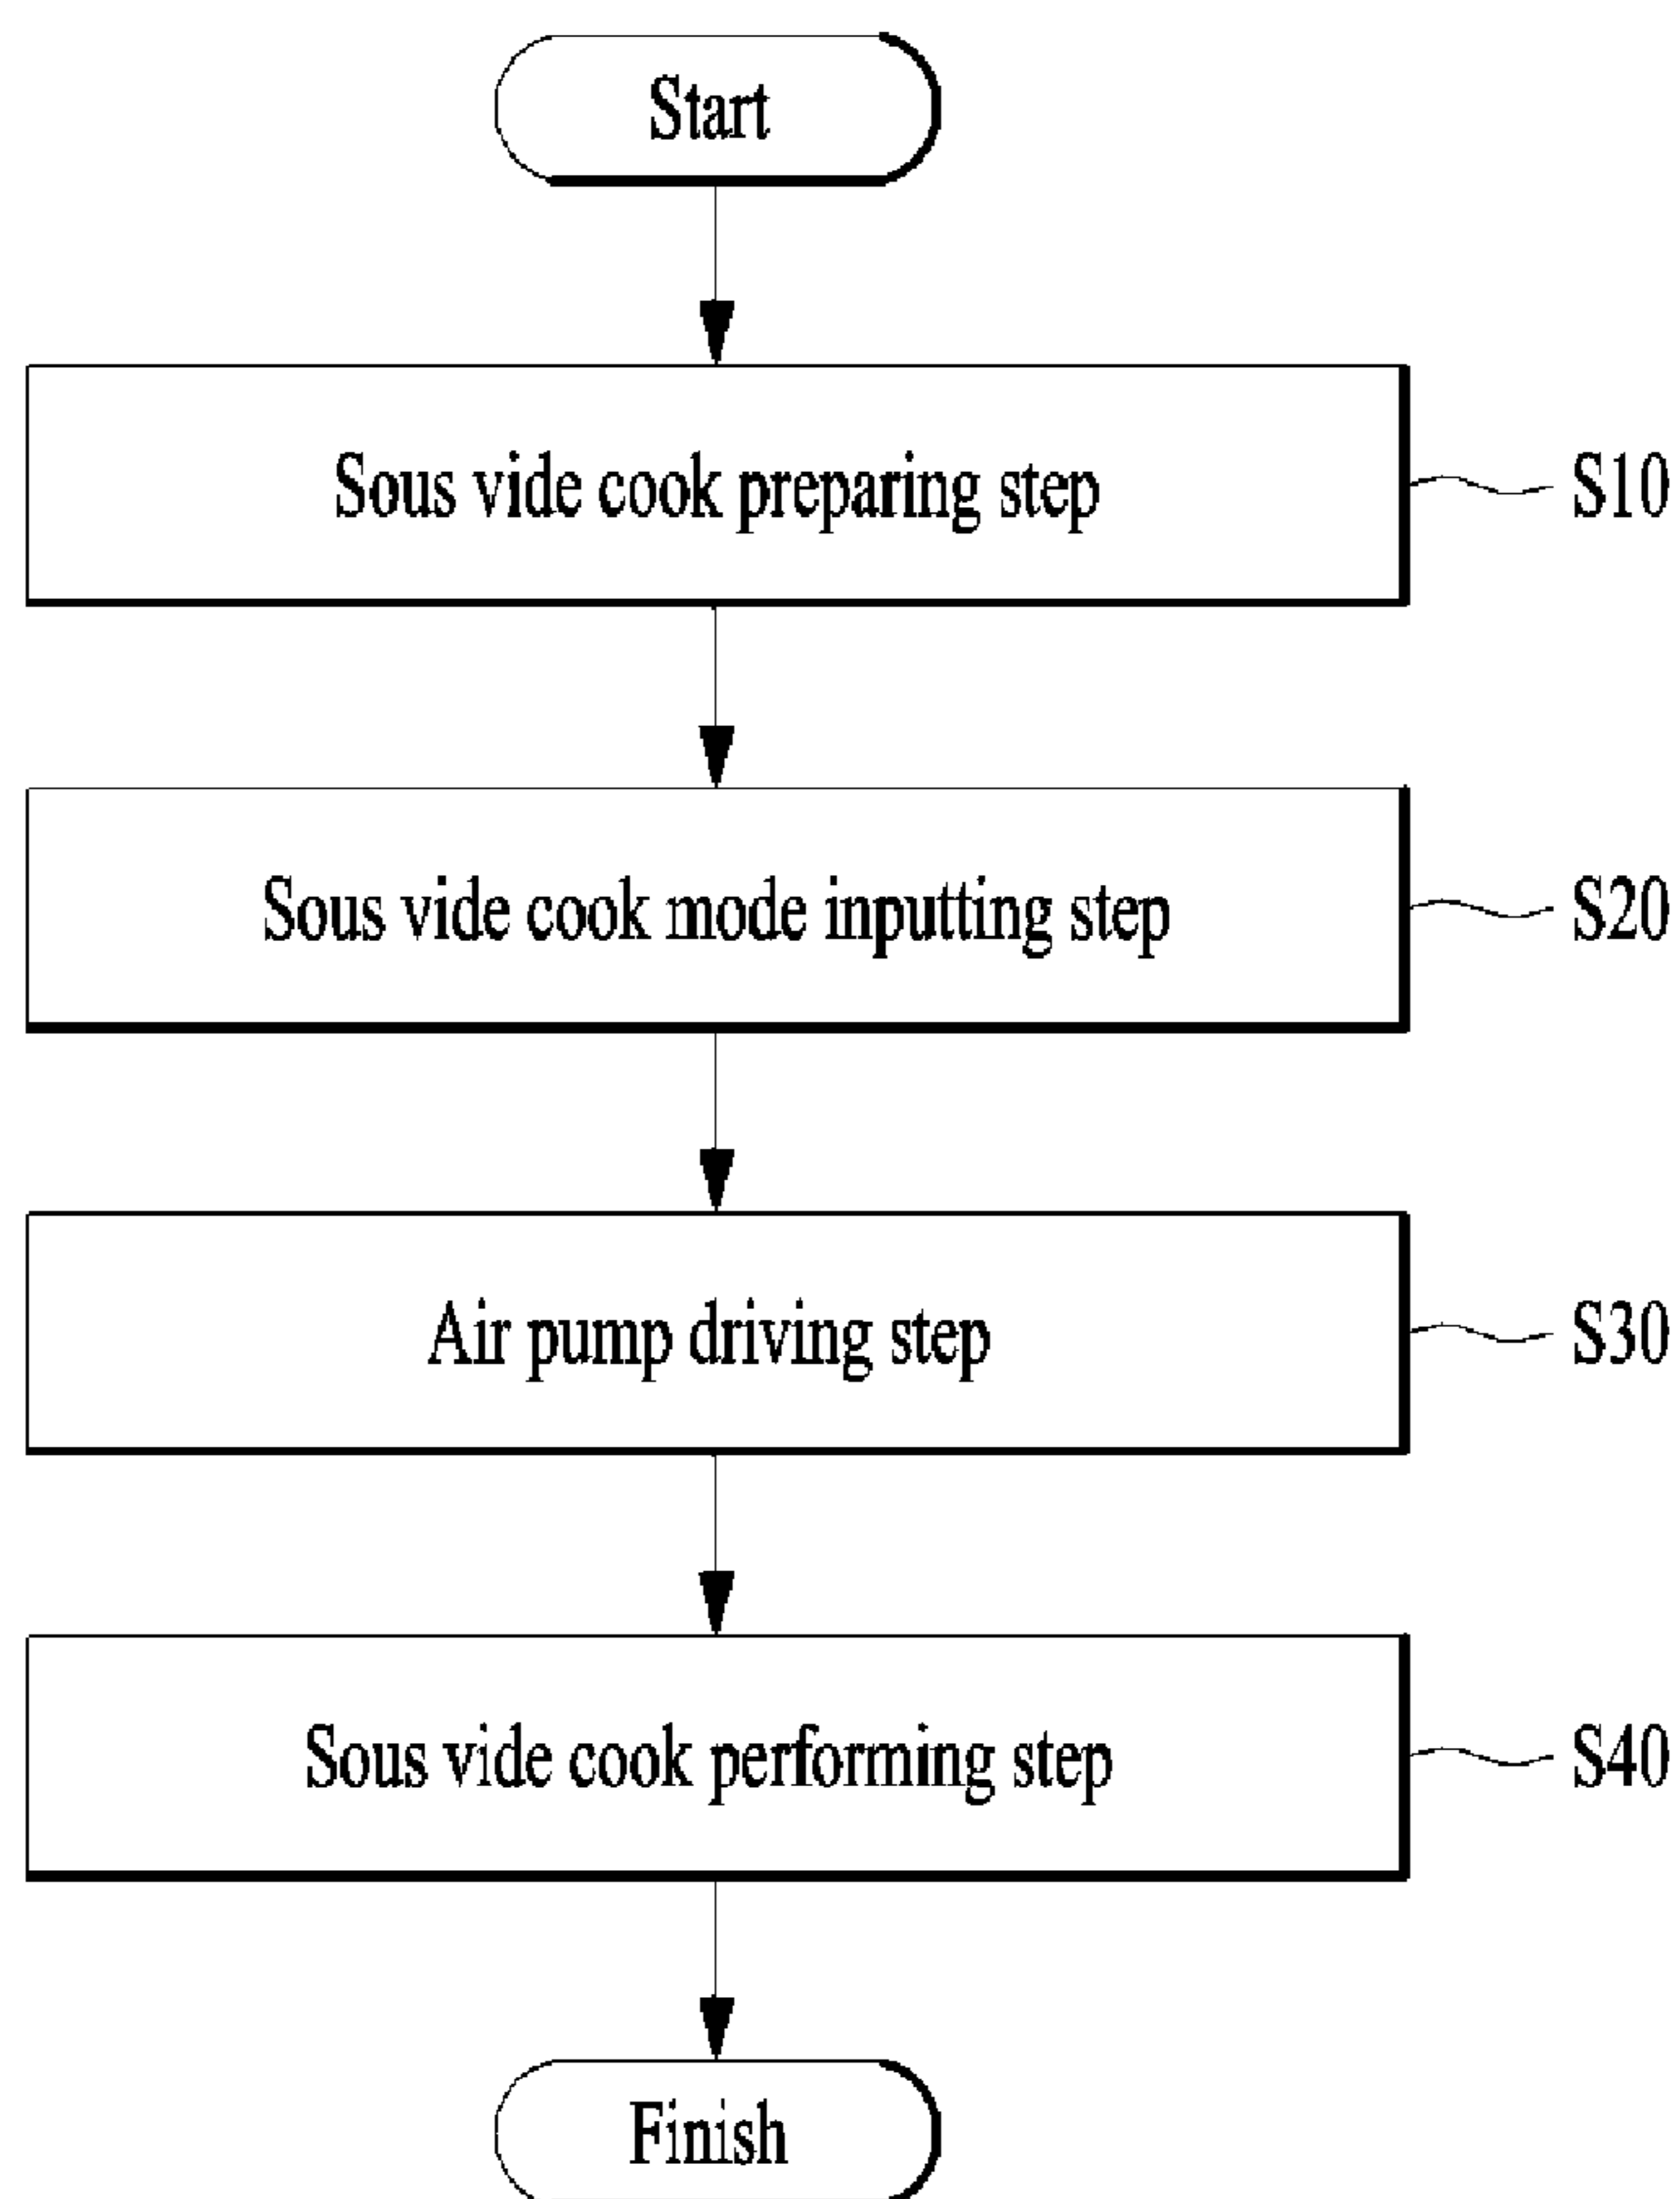 Start
Sous vide cook preparing step
S10
Sous vide cook mode inputting step
S20
Air pump driving step
S30
Sous vide cook performing step
S40
Finish